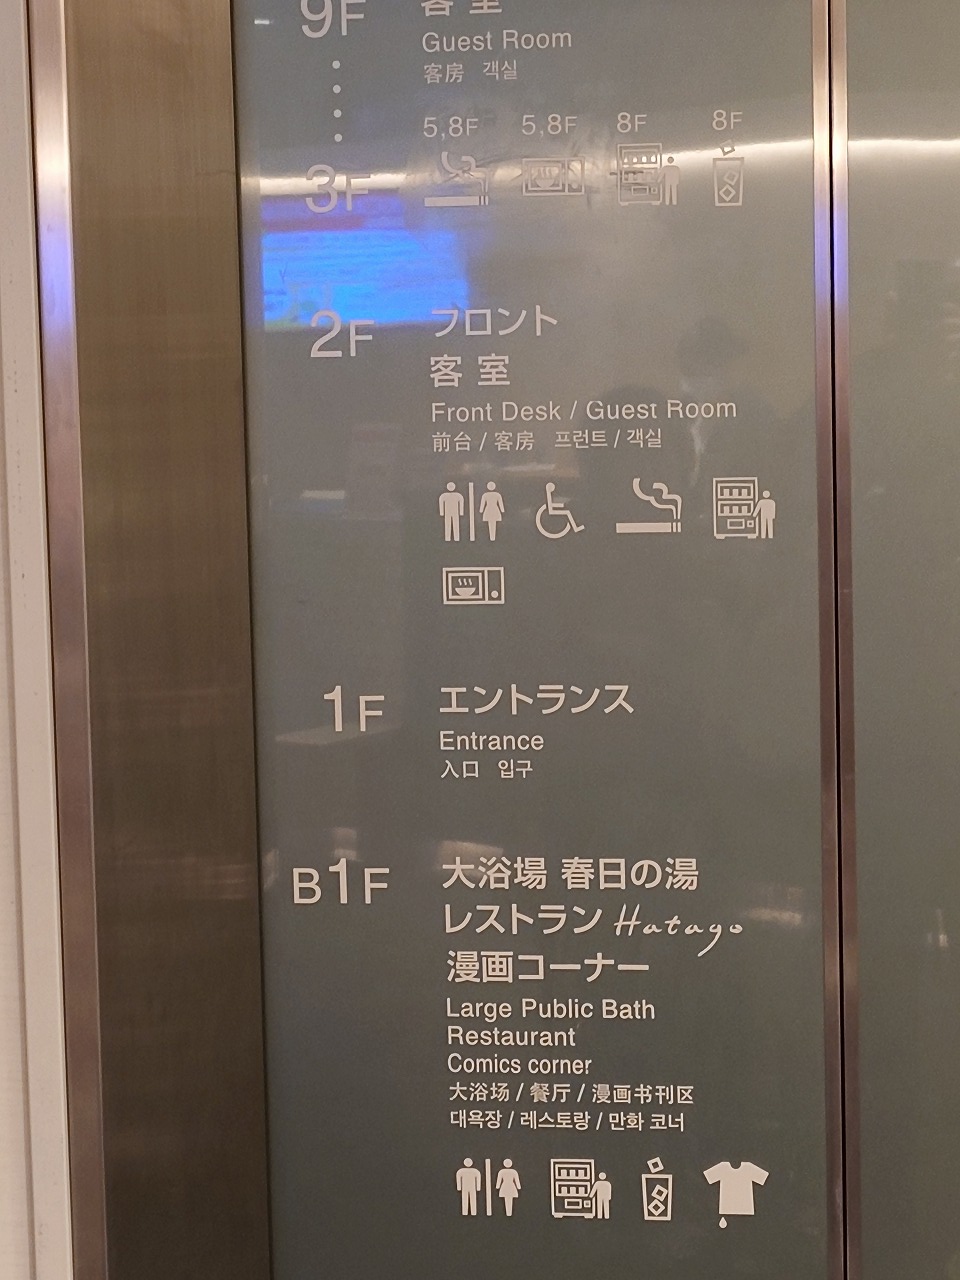 9F 客 室
Guest Room
客房 객실
5,8F 5,8F 8F 8F
3F
2F フロント
客 室
Front Desk / Guest Room
前台 / 客房 프런트 / 객실
1F エントランス
Entrance
入口 입구
B1F 大浴場 春日の湯
レストラン Hatago
漫画コーナー
Large Public Bath
Restaurant
Comics corner
大浴场 / 餐厅 / 漫画书刊区
대욕장 / 레스토랑 / 만화 코너